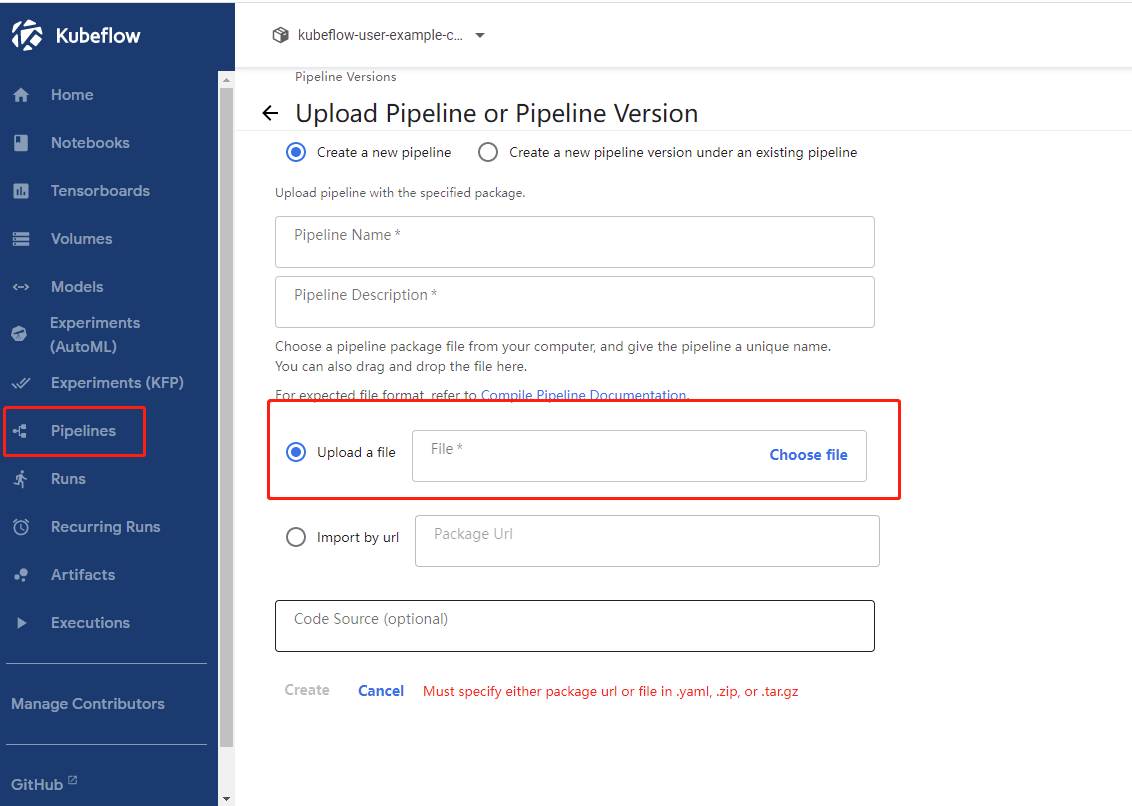 Kubeflow
Home
Notebooks
Tensorboards
Volumes
Models
Experiments
(AutoML)
Experiments (KFP)
Pipelines
Runs
Recurring Runs
Artifacts
Executions
Manage Contributors
GitHub
kubeflow-user-example-c...
Pipeline Versions
Upload Pipeline or Pipeline Version
Create a new pipeline
Create a new pipeline version under an existing pipeline
Upload pipeline with the specified package.
Pipeline Name *
Pipeline Description *
Choose a pipeline package file from your computer, and give the pipeline a unique name.
You can also drag and drop the file here.
For expected file format, refer to Compile Pipeline Documentation.
Upload a file
File *
Choose file
Import by url
Package Url
Code Source (optional)
Create
Cancel
Must specify either package url or file in .yaml, .zip, or .tar.gz